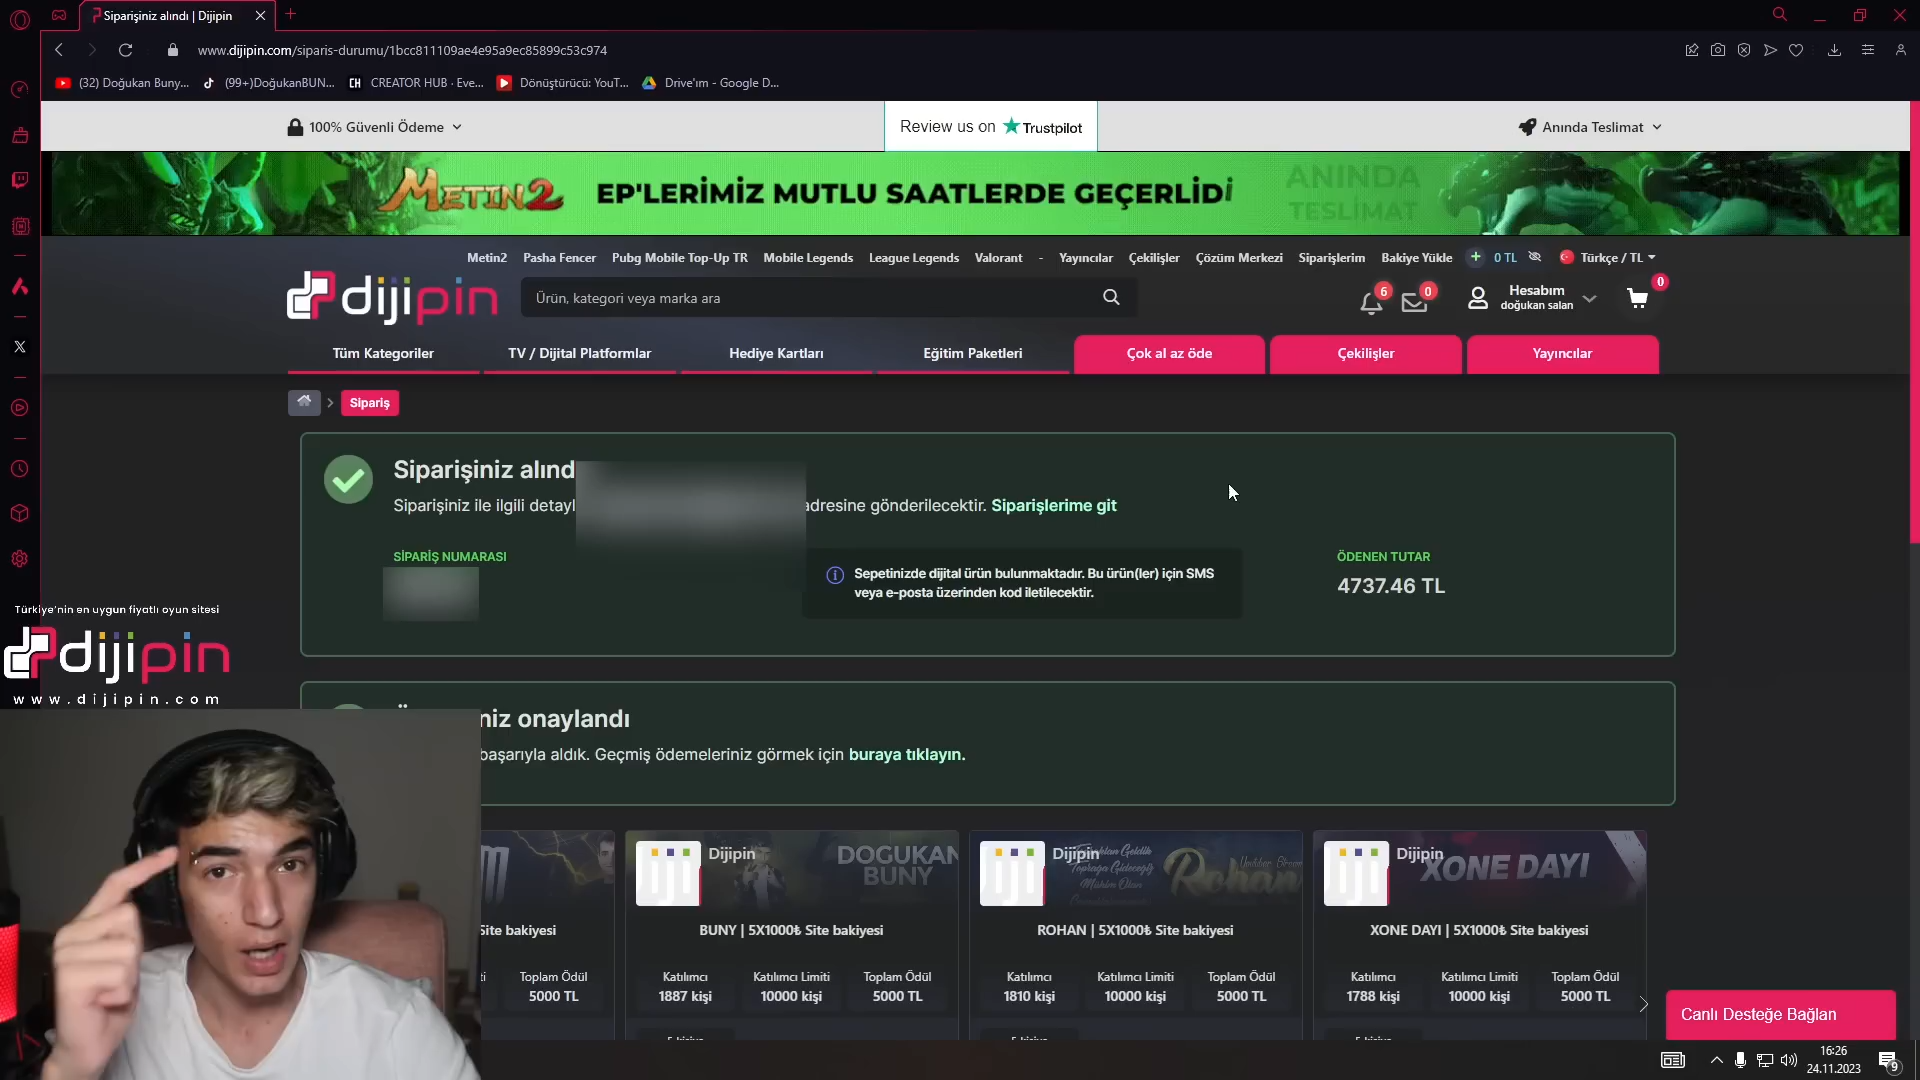 Siparişiniz alındı | Dijipin
www.dijipin.com/siparis-durumu/1bcc811109ae4e95a9ec85899c53c974
(32) Doğukan Buny...
(99+)DoğukanBUN...
CH CREATOR HUB · Eve...
Dönüştürücü: YouT...
Drive'ım - Google D...
100% Güvenli Ödeme
Review us on Trustpilot
Anında Teslimat
METIN2 EP'LERİMİZ MUTLU SAATLERDE GEÇERLİDİ
ANINDA
TESLİMAT
Metin2 Pasha Fencer Pubg Mobile Top-Up TR Mobile Legends League Legends Valorant - Yayıncılar Çekilişler Çözüm Merkezi Siparişlerim Bakiye Yükle + 0 TL Türkçe / TL
dijipin
Ürün, kategori veya marka ara
6
0
Hesabım
doğukan salan
0
Tüm Kategoriler
TV / Dijital Platformlar
Hediye Kartları
Eğitim Paketleri
Çok al az öde
Çekilişler
Yayıncılar
Sipariş
Siparişiniz alınd
Siparişiniz ile ilgili detayl adresine gönderilecektir. Siparişlerime git
SİPARİŞ NUMARASI
Sepetinizde dijital ürün bulunmaktadır. Bu ürün(ler) için SMS
veya e-posta üzerinden kod iletilecektir.
ÖDENEN TUTAR
4737.46 TL
Türkiye'nin en uygun fiyatlı oyun sitesi
dijipin
www.dijipin.com
niz onaylandı
başarıyla aldık. Geçmiş ödemeleriniz görmek için buraya tıklayın.
Site bakiyesi
Toplam Ödül
5000 TL
Dijipin
DOGUKAN
BUNY
BUNY | 5X1000₺ Site bakiyesi
Katılımcı Katılımcı Limiti Toplam Ödül
1887 kişi 10000 kişi 5000 TL
Dijipin
Rohan
ROHAN | 5X1000₺ Site bakiyesi
Katılımcı Katılımcı Limiti Toplam Ödül
1810 kişi 10000 kişi 5000 TL
Dijipin
XONE DAYI
XONE DAYI | 5X1000₺ Site bakiyesi
Katılımcı Katılımcı Limiti Toplam Ödül
1788 kişi 10000 kişi 5000 TL
Canlı Desteğe Bağlan
16:26
24.11.2023
9